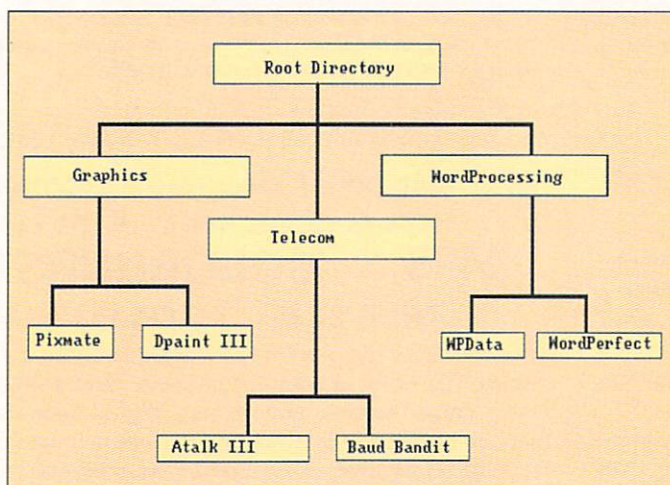 Root Directory
Graphics
WordProcessing
Telecom
Pixmate
Dpaint III
WPData
WordPerfect
Atalk III
Baud Bandit